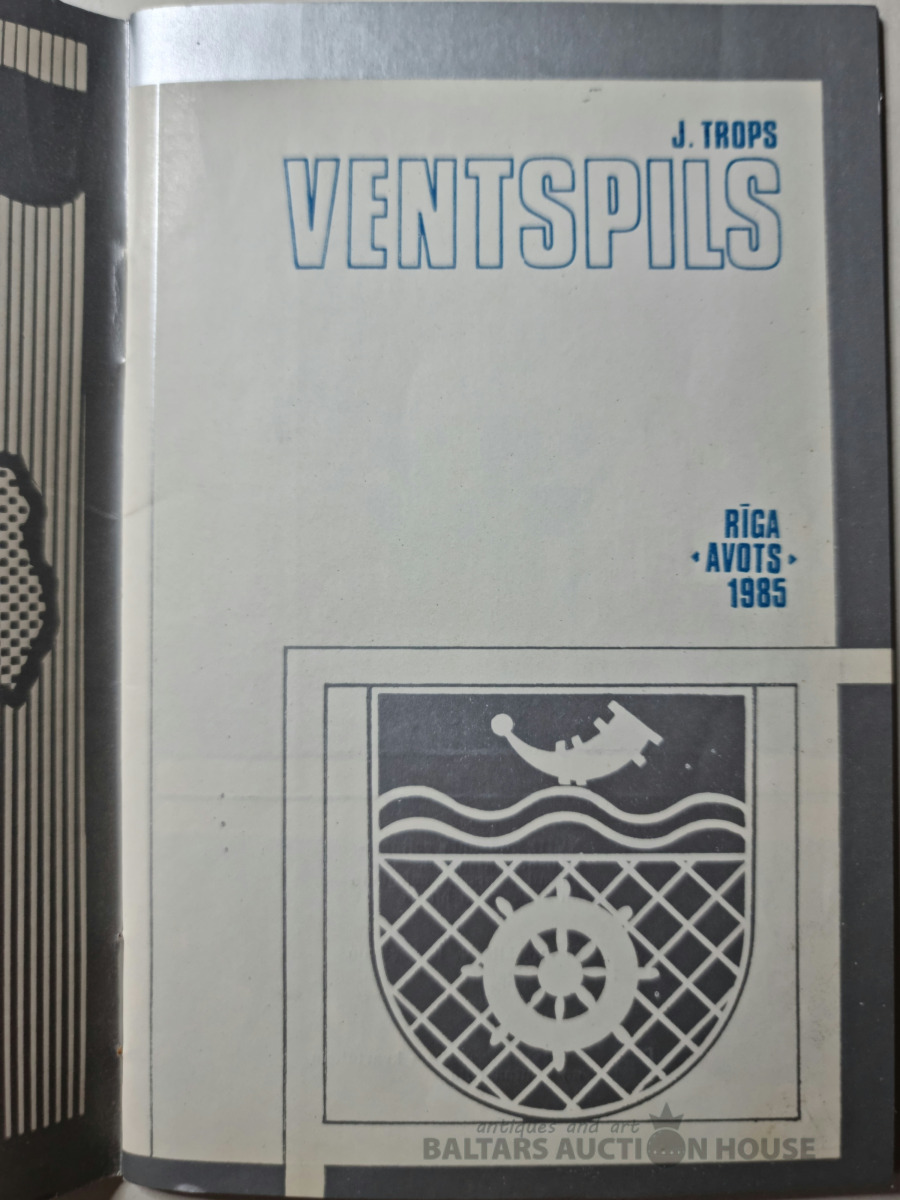 J. TROPS
VENTSPILS
RĪGA
«AVOTS»
1985
antiques and art
BALTARS AUCTION HOUSE